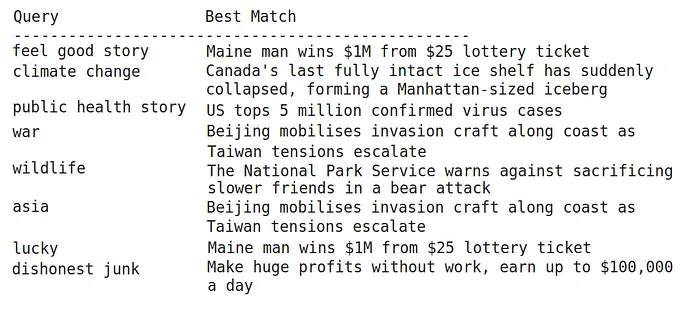 Query Best Match
--------------------------------------------------
feel good story Maine man wins $1M from $25 lottery ticket
climate change Canada's last fully intact ice shelf has suddenly
collapsed, forming a Manhattan-sized iceberg
public health story US tops 5 million confirmed virus cases
war Beijing mobilises invasion craft along coast as
Taiwan tensions escalate
wildlife The National Park Service warns against sacrificing
slower friends in a bear attack
asia Beijing mobilises invasion craft along coast as
Taiwan tensions escalate
lucky Maine man wins $1M from $25 lottery ticket
dishonest junk Make huge profits without work, earn up to $100,000
a day